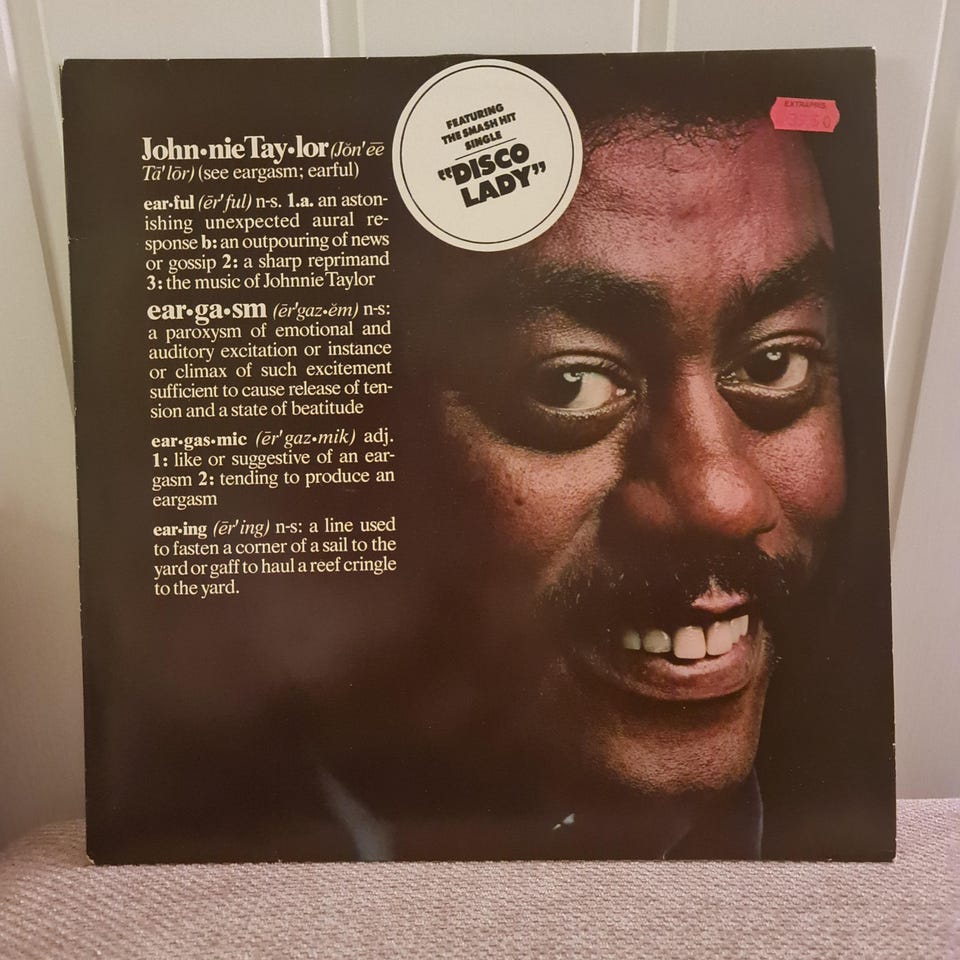 John•nie Tay•lor (Jŏn'ēē
Tā'lŏr) (see eargasm; earful)
ear•ful (ēr'ful) n-s. 1.a. an aston-
ishing unexpected aural re-
sponse b: an outpouring of news
or gossip 2: a sharp reprimand
3: the music of Johnnie Taylor
ear•ga•sm (ēr'gaz•ĕm) n-s:
a paroxysm of emotional and
auditory excitation or instance
or climax of such excitement
sufficient to cause release of ten-
sion and a state of beatitude
ear•gas•mic (ēr'gaz•mik) adj.
1: like or suggestive of an ear-
gasm 2: tending to produce an
eargasm
ear•ing (ēr'ing) n-s: a line used
to fasten a corner of a sail to the
yard or gaff to haul a reef cringle
to the yard.
FEATURING
THE SMASH HIT
SINGLE
"DISCO
LADY"
EXTRAPRIS